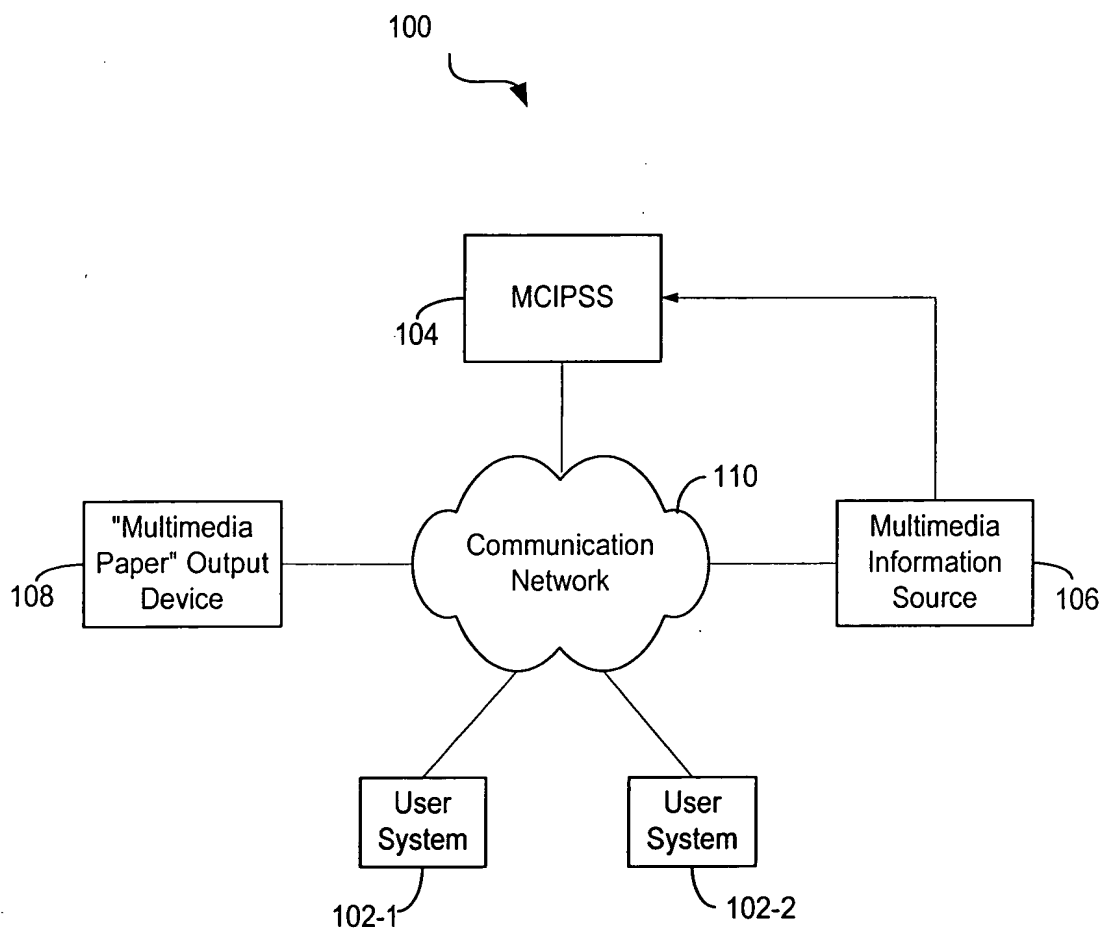 100
MCIPSS
104
110
"Multimedia
Paper" Output
Device
108
Communication
Network
Multimedia
Information
Source
106
User
System
102-1
User
System
102-2